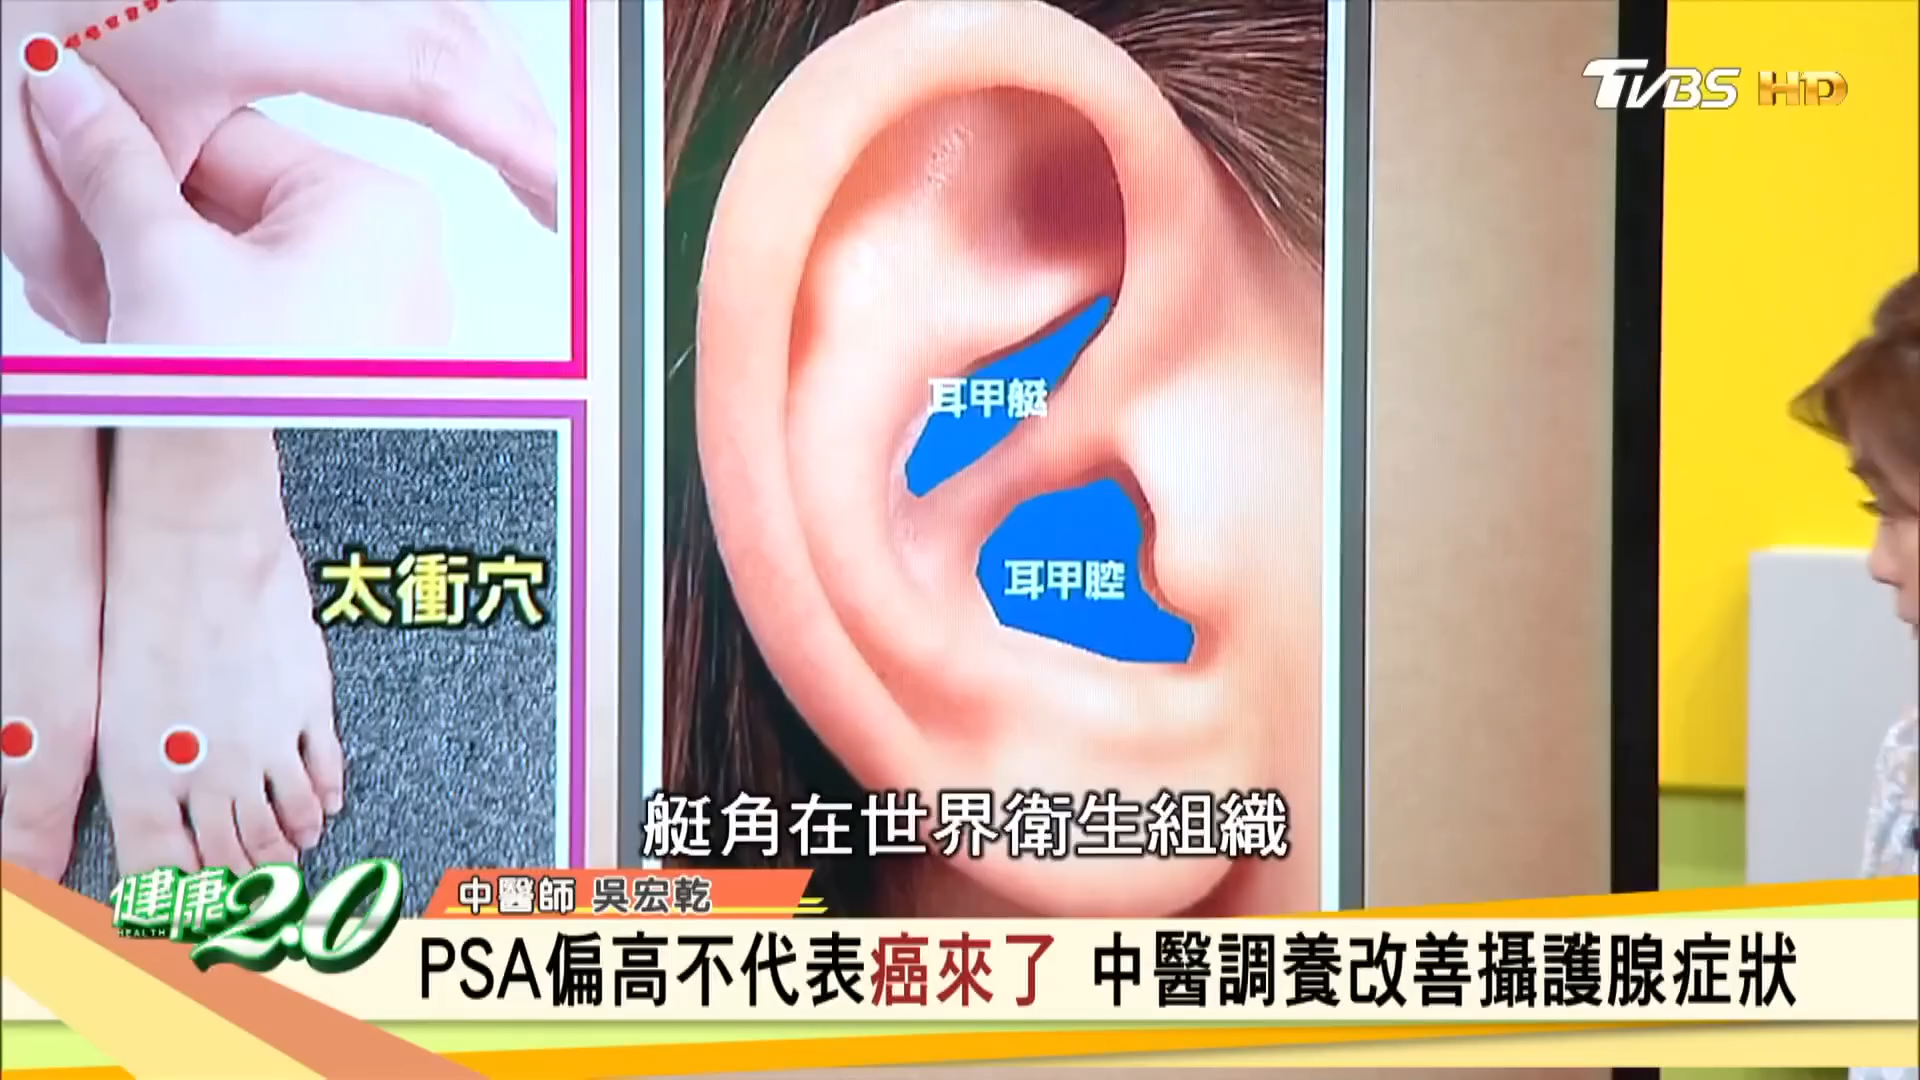 TVBS HD
耳甲艇
耳甲腔
太衝穴
艇角在世界衛生組織
健康2.0
HEALTH
中醫師 吳宏乾
PSA偏高不代表癌來了 中醫調養改善攝護腺症狀